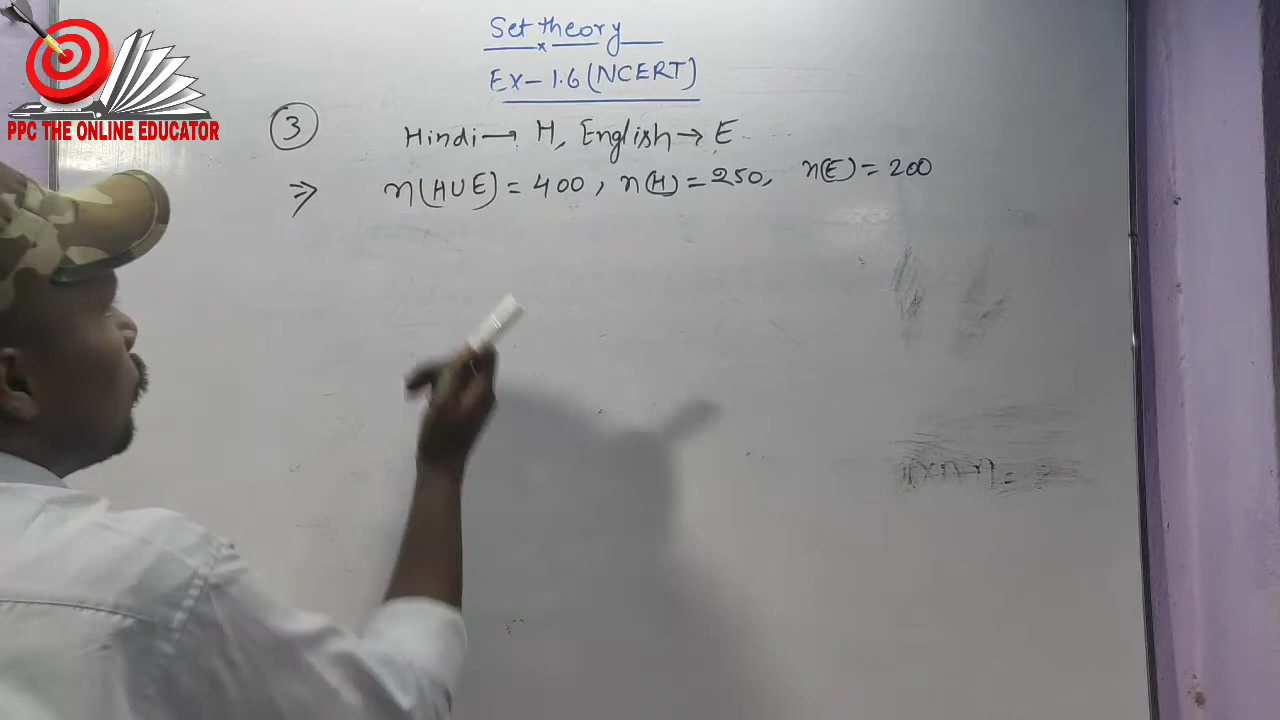 Set theory
Ex-1.6 (NCERT)
PPC THE ONLINE EDUCATOR
3 Hindi → H, English → E
⇒ n(H∪E) = 400, n(H) = 250, n(E) = 200